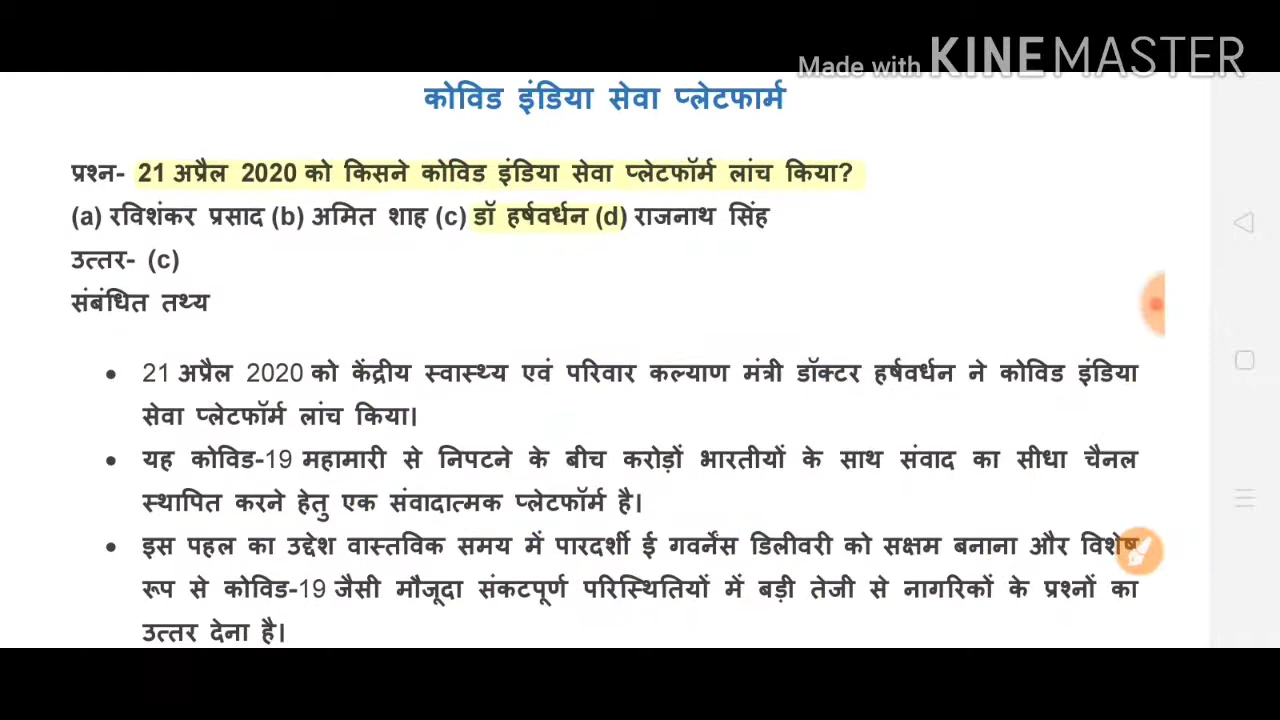 Made with KINEMASTER
कोविड इंडिया सेवा प्लेटफार्म
प्रश्न- 21 अप्रैल 2020 को किसने कोविड इंडिया सेवा प्लेटफॉर्म लांच किया?
(a) रविशंकर प्रसाद (b) अमित शाह (c) डॉ हर्षवर्धन (d) राजनाथ सिंह
उत्तर- (c)
संबंधित तथ्य
• 21 अप्रैल 2020 को केंद्रीय स्वास्थ्य एवं परिवार कल्याण मंत्री डॉक्टर हर्षवर्धन ने कोविड इंडिया
सेवा प्लेटफॉर्म लांच किया।
• यह कोविड-19 महामारी से निपटने के बीच करोड़ों भारतीयों के साथ संवाद का सीधा चैनल
स्थापित करने हेतु एक संवादात्मक प्लेटफॉर्म है।
• इस पहल का उद्देश वास्तविक समय में पारदर्शी ई गवर्नेंस डिलीवरी को सक्षम बनाना और विशेष
रूप से कोविड-19 जैसी मौजूदा संकटपूर्ण परिस्थितियों में बड़ी तेजी से नागरिकों के प्रश्नों का
उत्तर देना है।